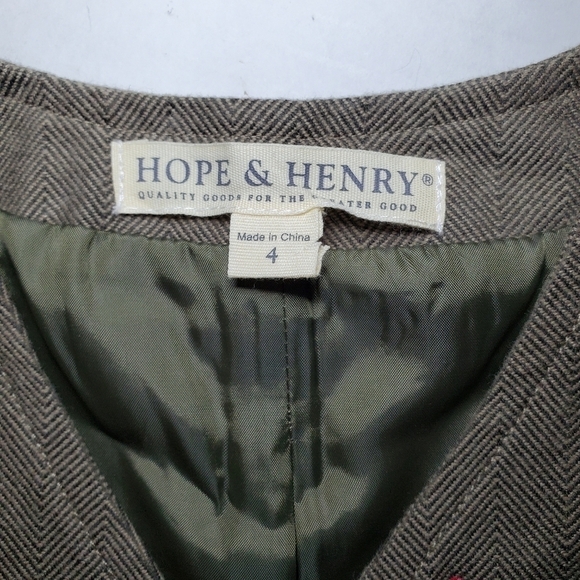 HOPE & HENRY®
QUALITY GOODS FOR THE GOOD
Made in China
4